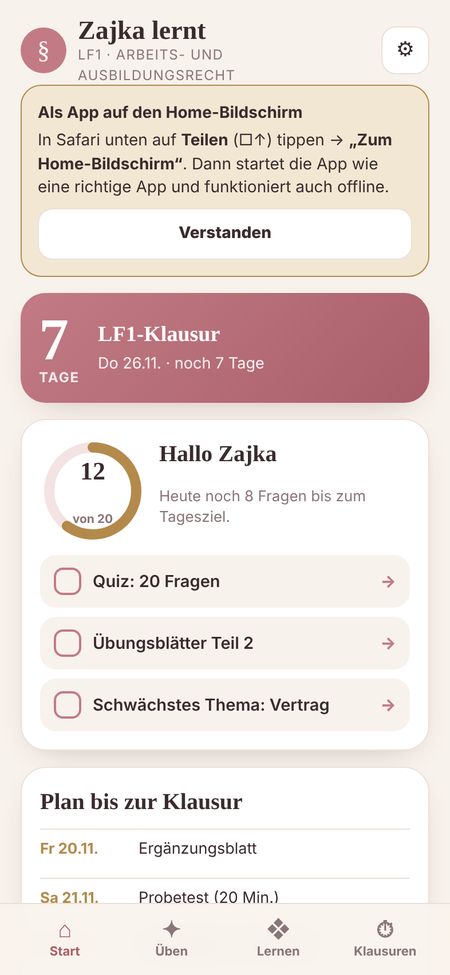 §
Zajka lernt
LF1 · ARBEITS- UND
AUSBILDUNGSRECHT
Als App auf den Home-Bildschirm
In Safari unten auf Teilen (□↑) tippen → „Zum
Home-Bildschirm“. Dann startet die App wie
eine richtige App und funktioniert auch offline.
Verstanden
7
TAGE
LF1-Klausur
Do 26.11. · noch 7 Tage
12
von 20
Hallo Zajka
Heute noch 8 Fragen bis zum
Tagesziel.
Quiz: 20 Fragen →
Übungsblätter Teil 2 →
Schwächstes Thema: Vertrag →
Plan bis zur Klausur
Fr 20.11. Ergänzungsblatt
Sa 21.11. Probetest (20 Min.)
Start Üben Lernen Klausuren